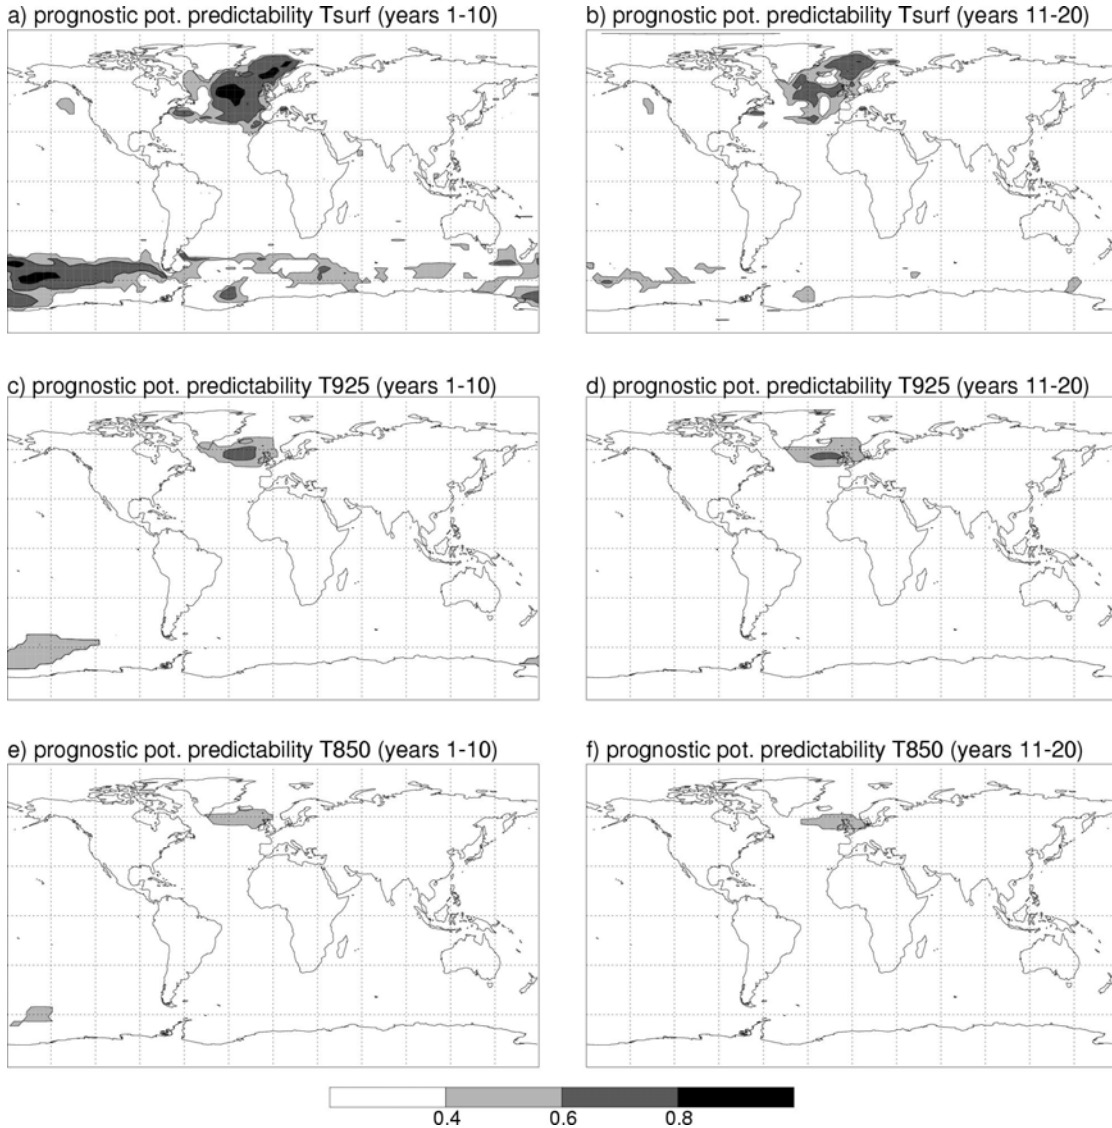 a) prognostic pot. predictability Tsurf (years 1-10)
b) prognostic pot. predictability Tsurf (years 11-20)
c) prognostic pot. predictability T925 (years 1-10)
d) prognostic pot. predictability T925 (years 11-20)
e) prognostic pot. predictability T850 (years 1-10)
f) prognostic pot. predictability T850 (years 11-20)
0.4 0.6 0.8